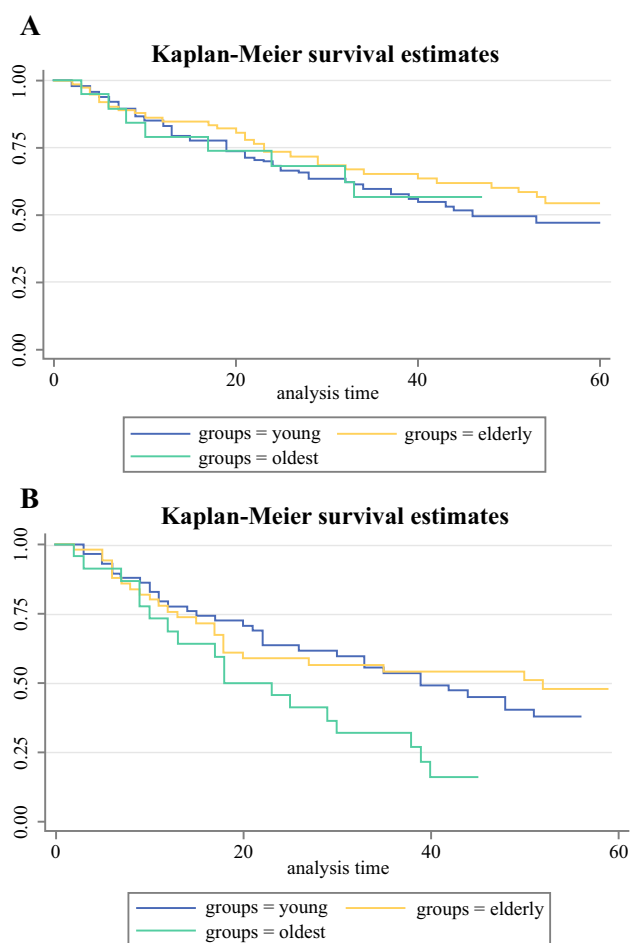 A
Kaplan-Meier survival estimates
1.00
0.75
0.50
0.25
0.00
0 20 40 60
analysis time
groups = young groups = elderly
groups = oldest
B
Kaplan-Meier survival estimates
1.00
0.75
0.50
0.25
0.00
0 20 40 60
analysis time
groups = young groups = elderly
groups = oldest